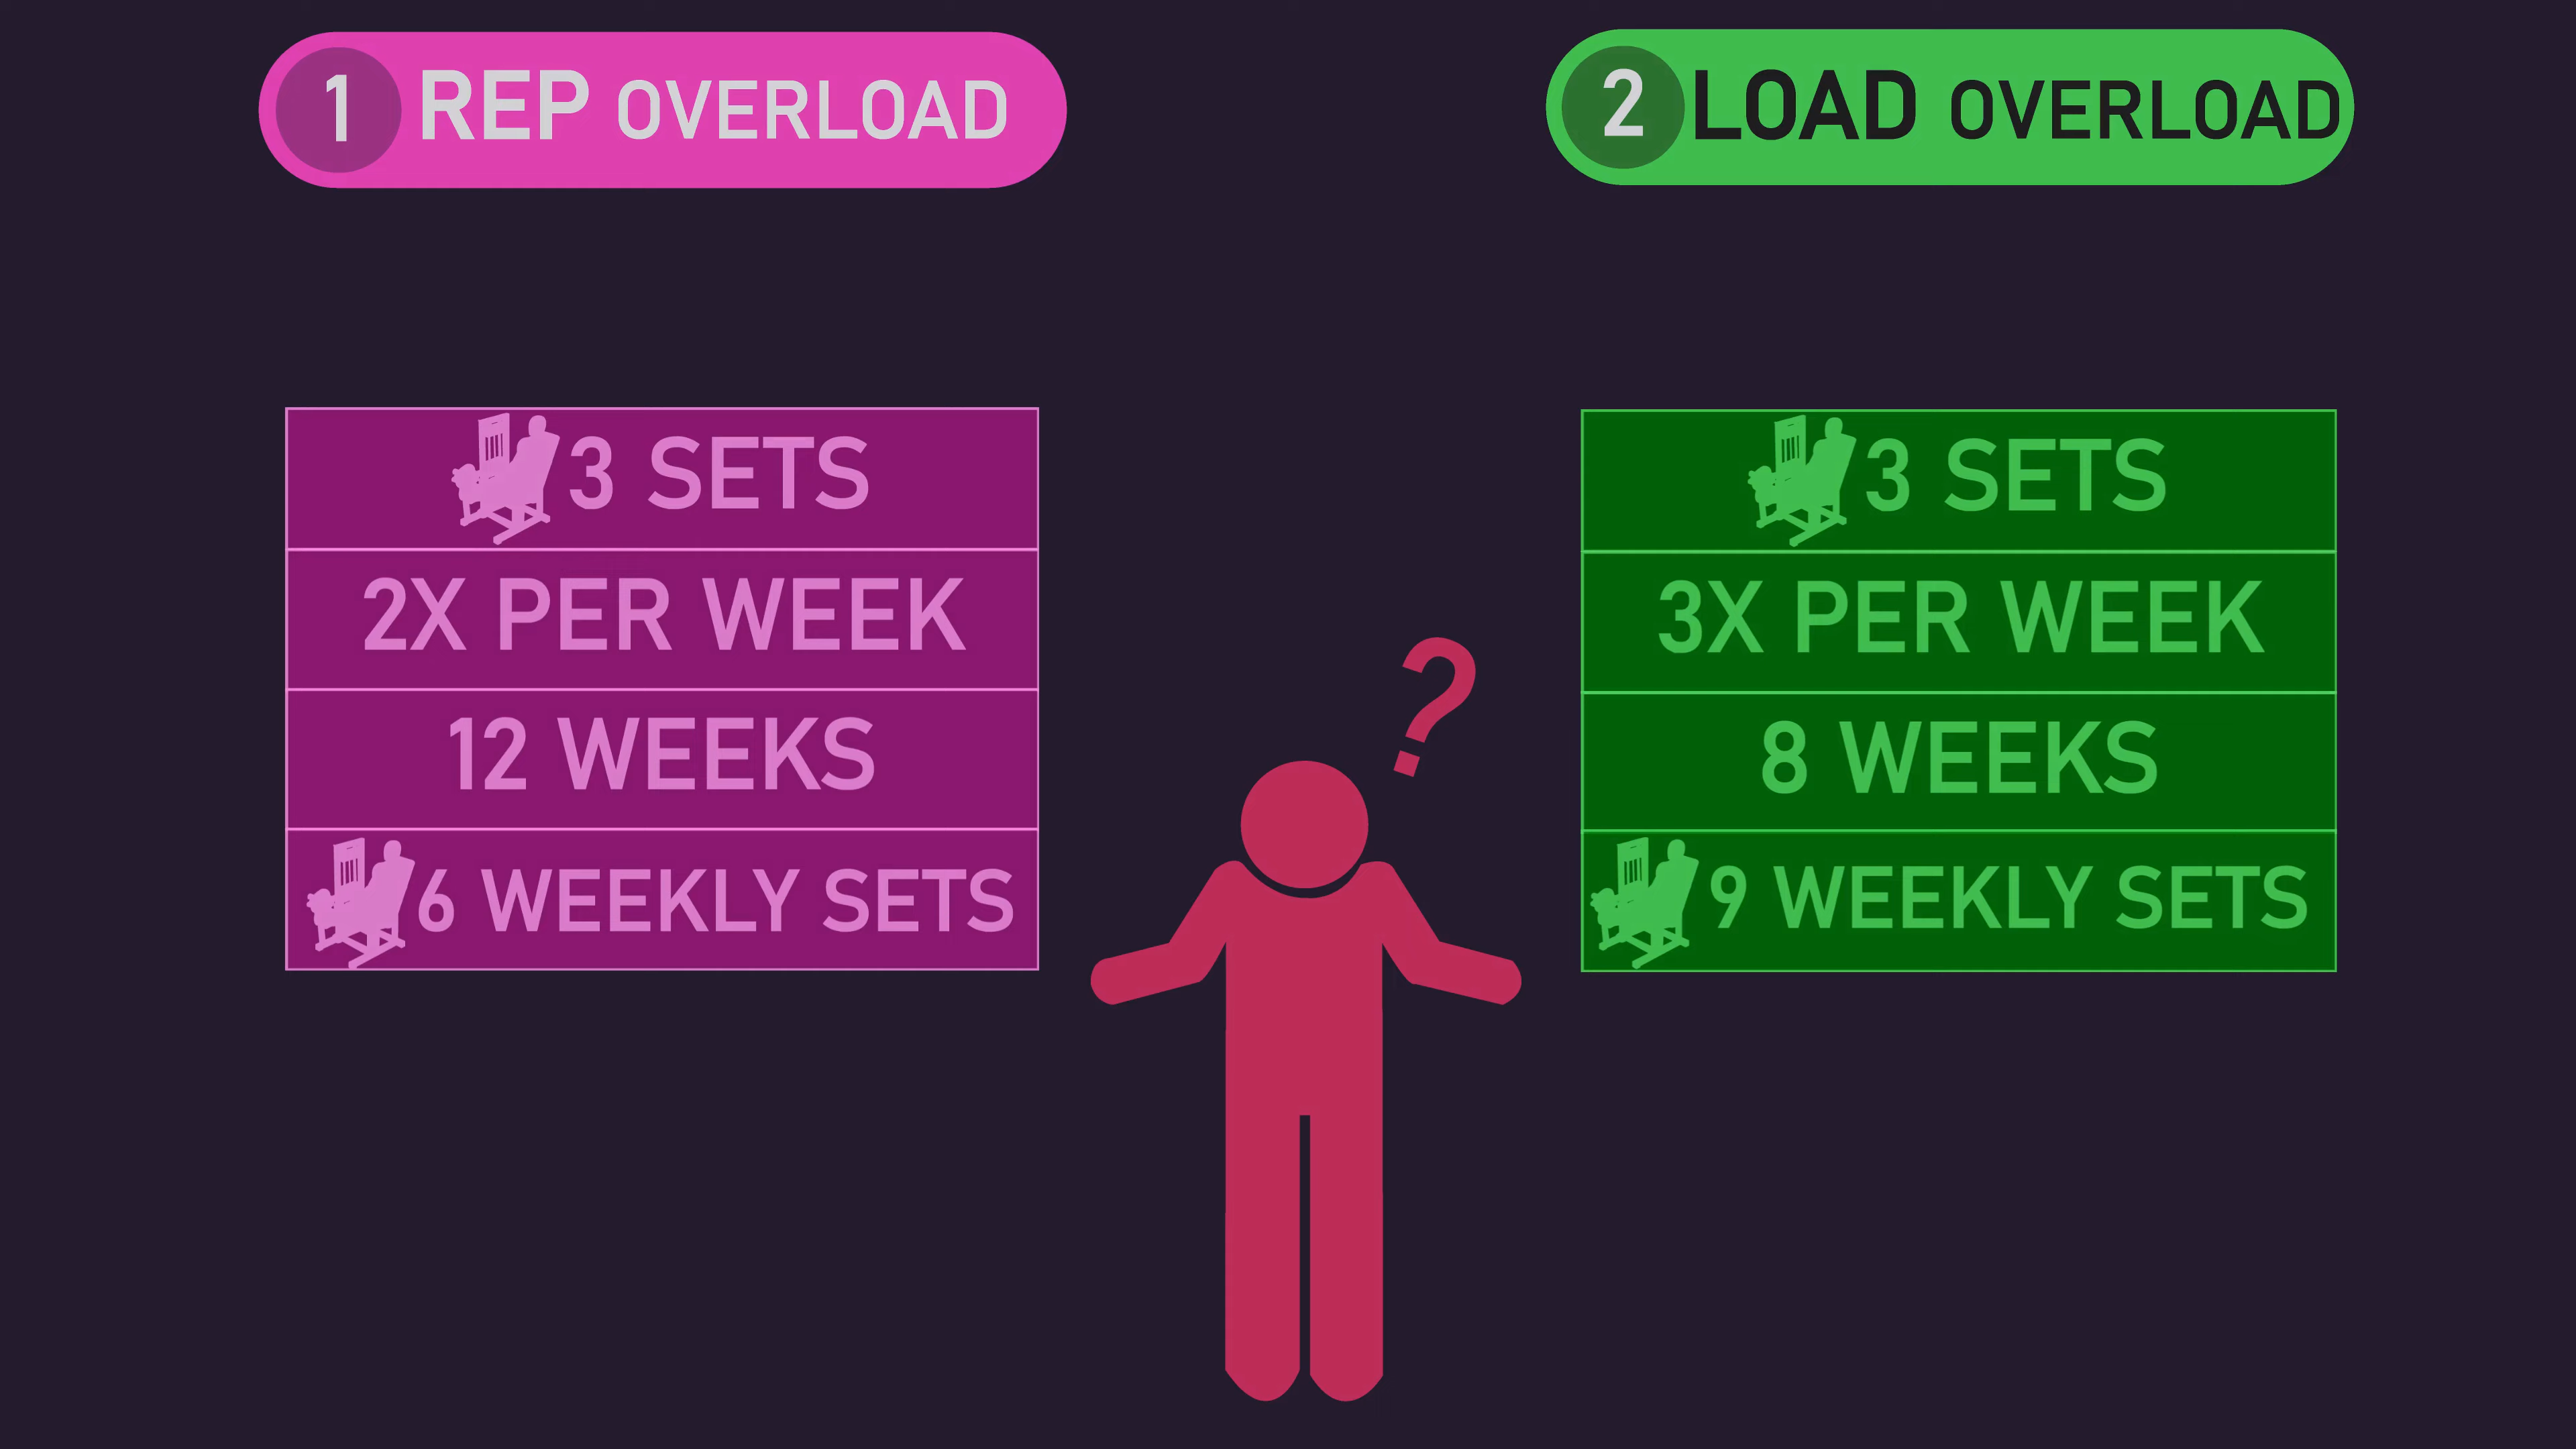 1 REP OVERLOAD
3 SETS
2X PER WEEK
12 WEEKS
6 WEEKLY SETS
?
2 LOAD OVERLOAD
3 SETS
3X PER WEEK
8 WEEKS
9 WEEKLY SETS